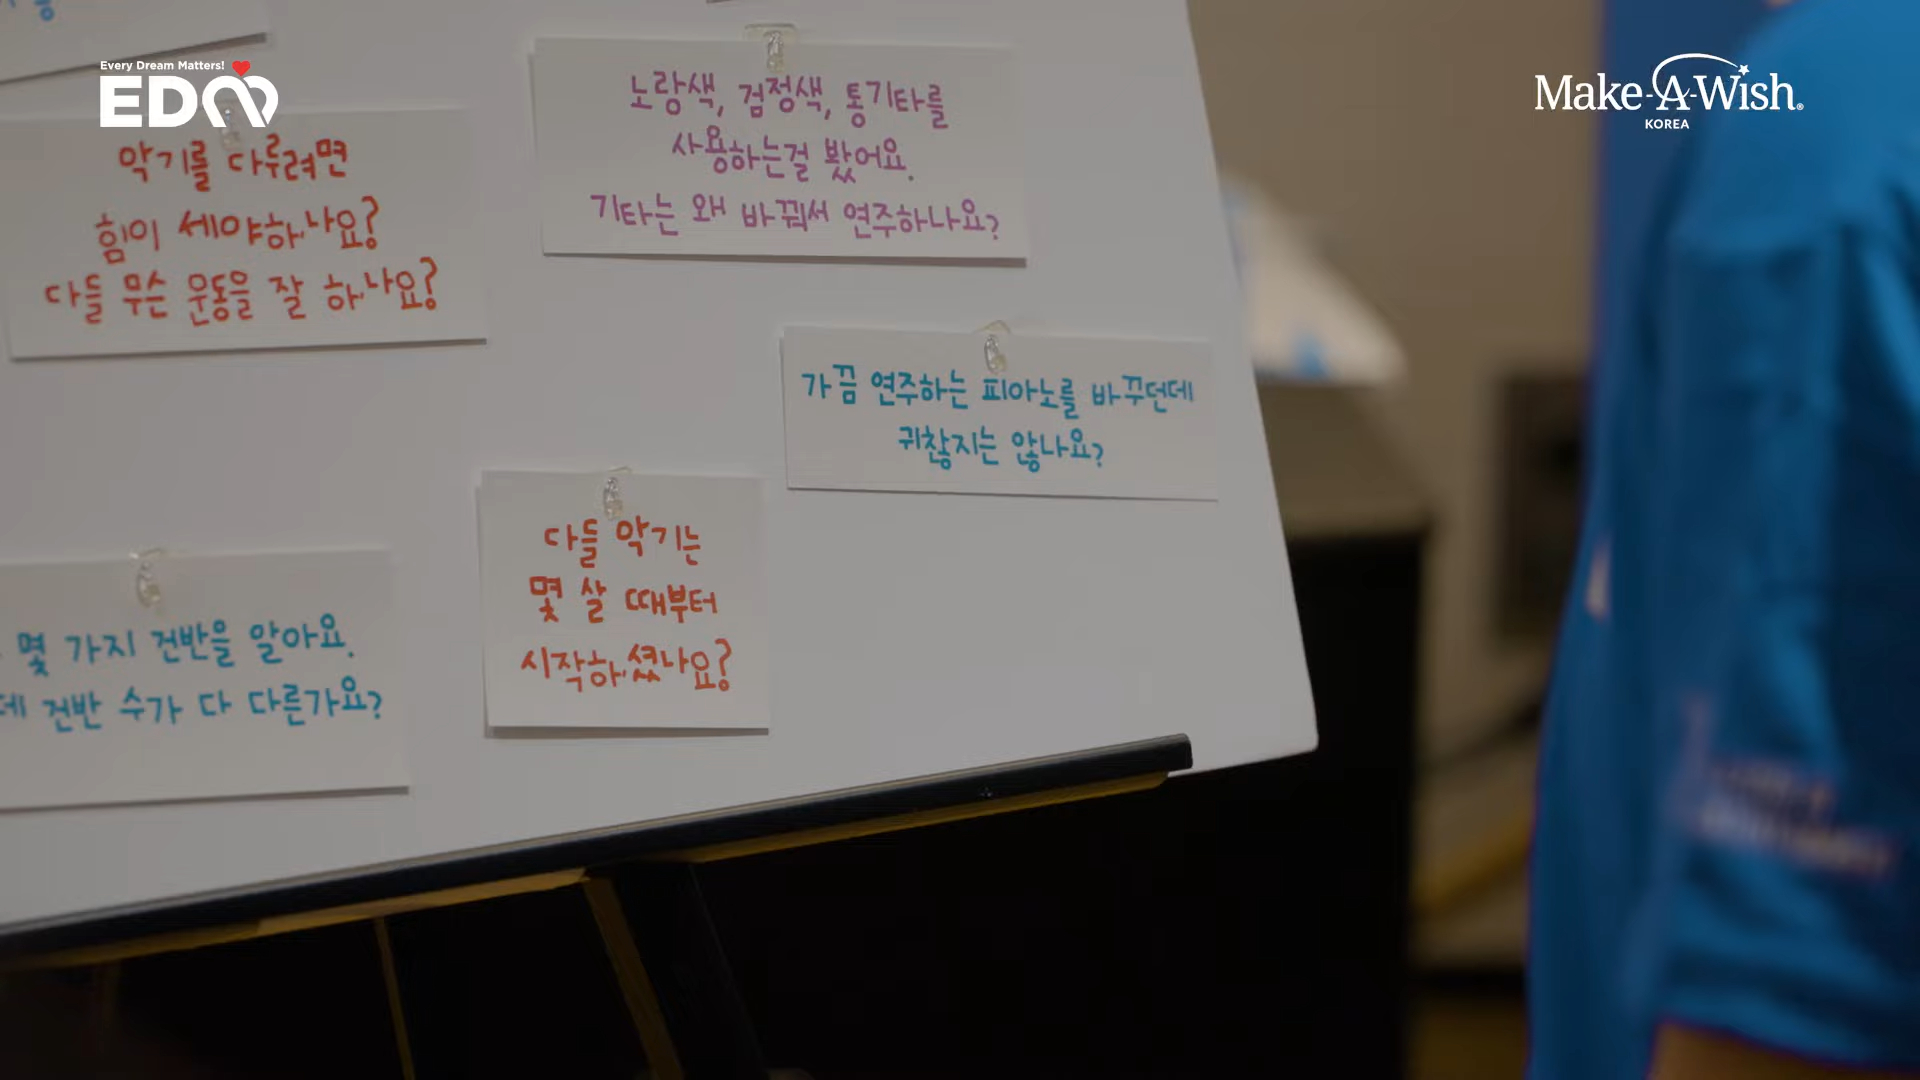 Every Dream Matters!
EDM
Make-A-Wish®
KOREA
악기를 다루려면
힘이 세야하나요?
다들 무슨 운동을 잘 하나요?
노랑색, 검정색, 통기타를
사용하는걸 봤어요.
기타는 왜 바꿔서 연주하나요?
가끔 연주하는 피아노를 바꾸던데
귀찮지는 않나요?
다들 악기는
몇 살 때부터
시작하셨나요?
몇 가지 건반을 알아요.
데 건반 수가 다 다른가요?